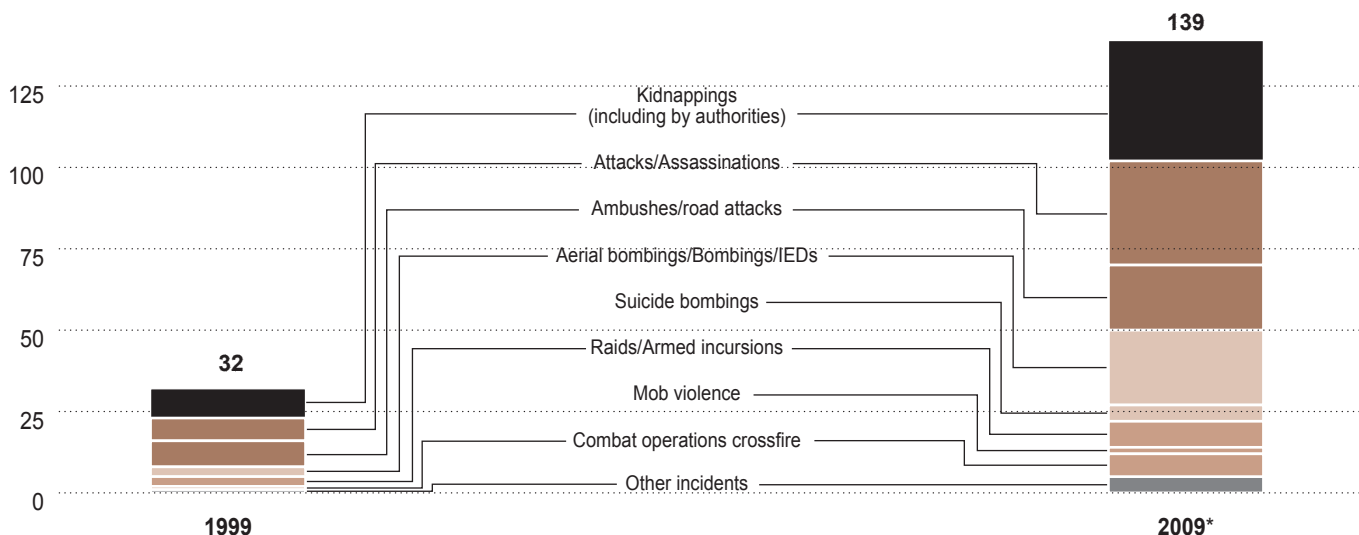 139
125
Kidnappings
(including by authorities)
Attacks/Assassinations
100
Ambushes/road attacks
75
Aerial bombings/Bombings/IEDs
Suicide bombings
50
Raids/Armed incursions
32
Mob violence
25
Combat operations crossfire
Other incidents
0
1999
2009*